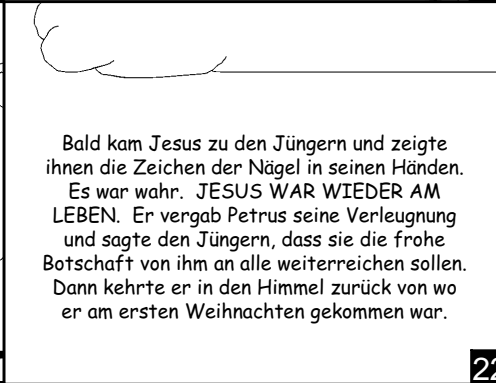 Bald kam Jesus zu den Jüngern und zeigte
ihnen die Zeichen der Nägel in seinen Händen.
Es war wahr. JESUS WAR WIEDER AM
LEBEN. Er vergab Petrus seine Verleugnung
und sagte den Jüngern, dass sie die frohe
Botschaft von ihm an alle weiterreichen sollen.
Dann kehrte er in den Himmel zurück von wo
er am ersten Weihnachten gekommen war.